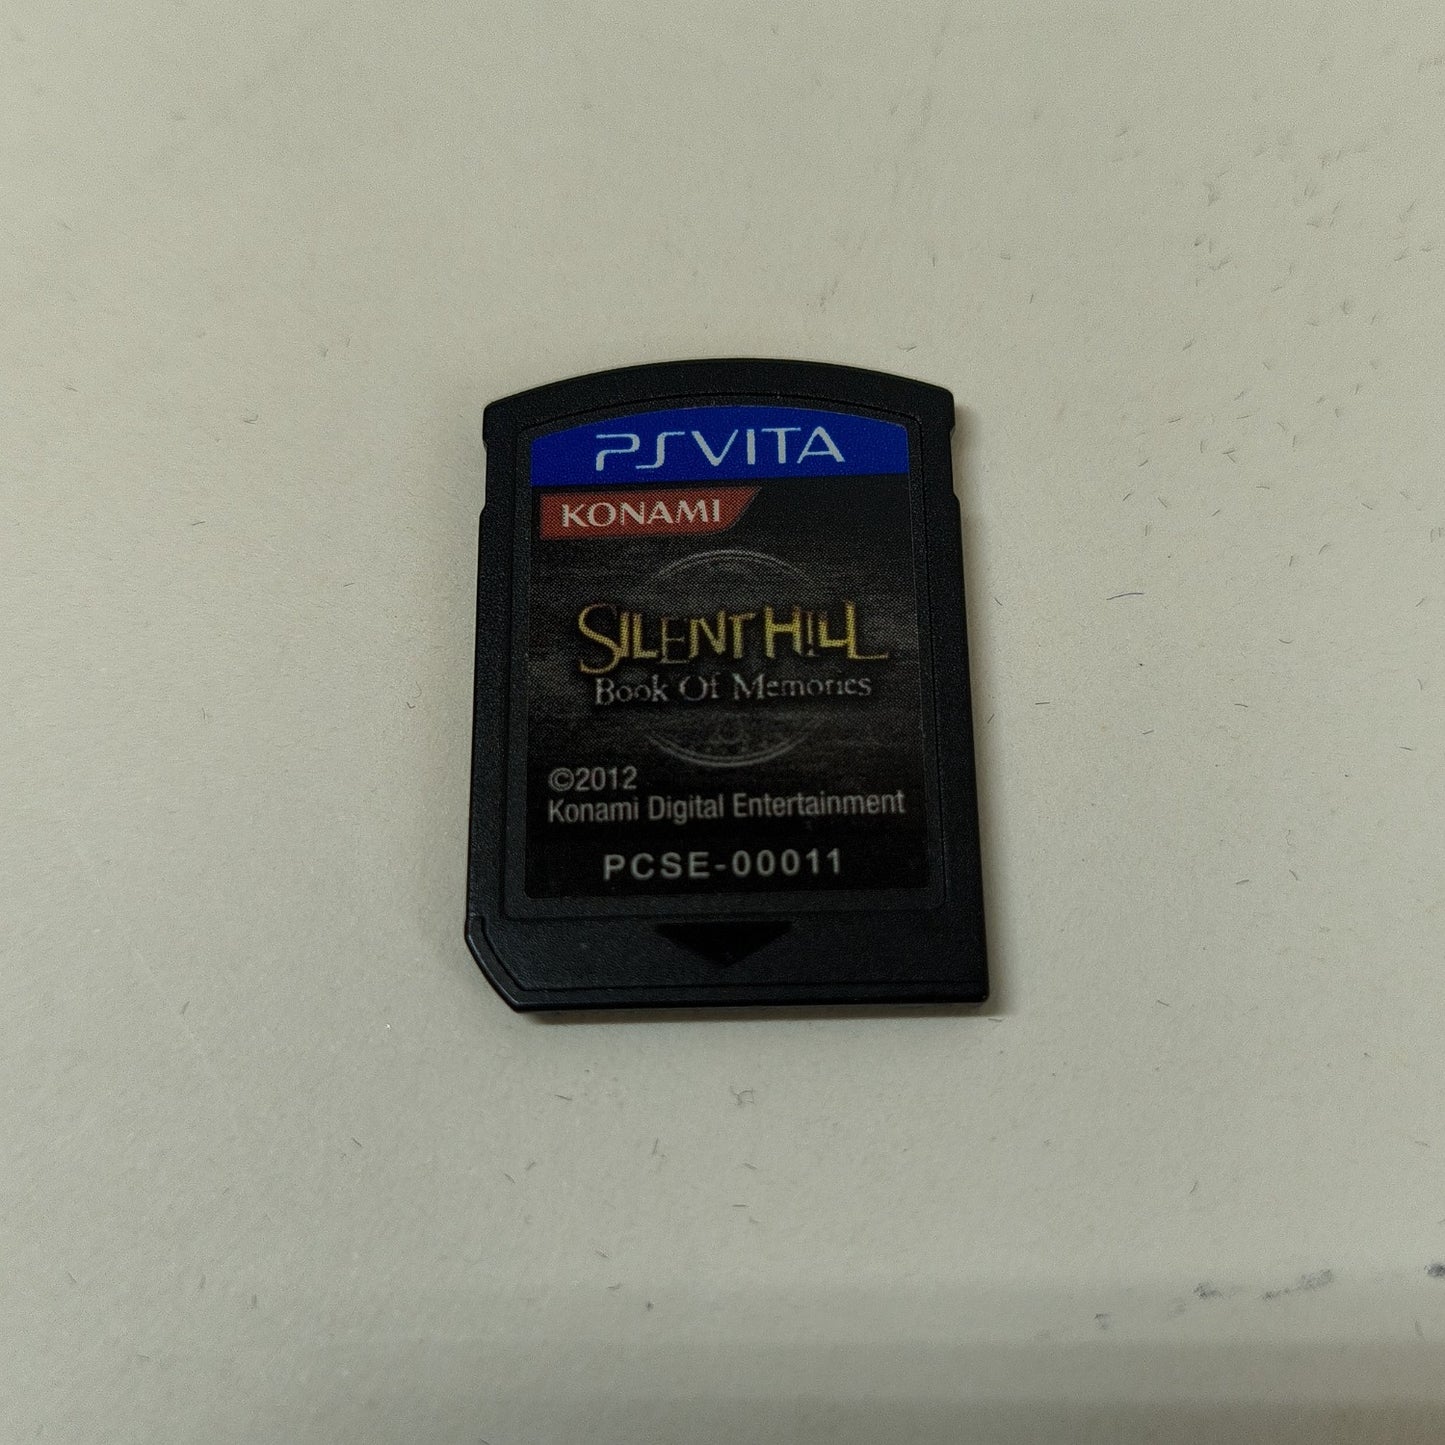 PSVITA
KONAMI
SILENT HILL
Book Of Memories
©2012
Konami Digital Entertainment
PCSE-00011